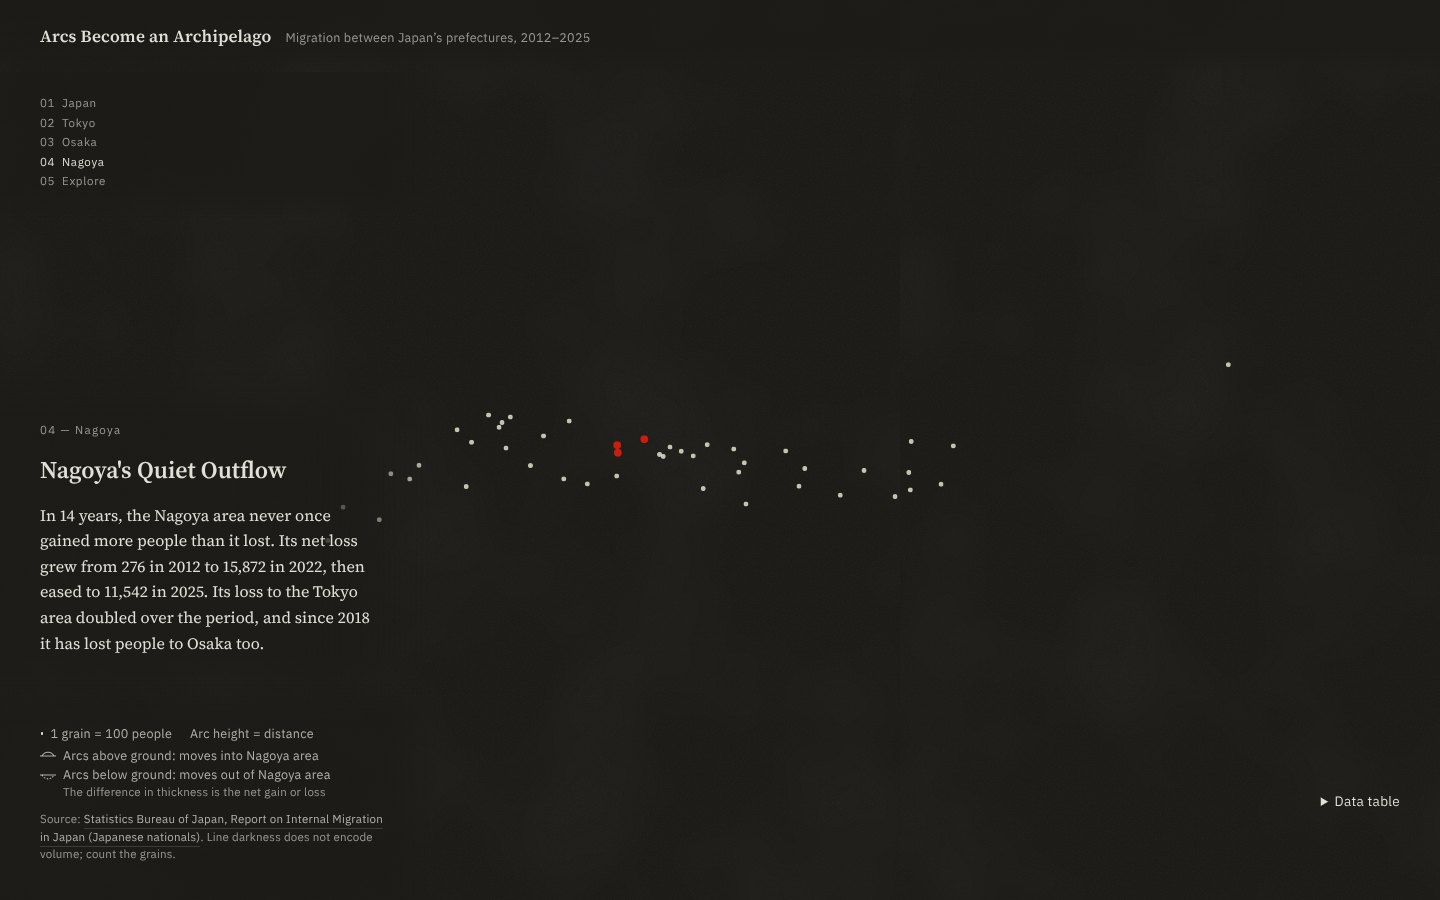 Arcs Become an Archipelago Migration between Japan’s prefectures, 2012–2025
01 Japan
02 Tokyo
03 Osaka
04 Nagoya
05 Explore
04 — Nagoya
Nagoya's Quiet Outflow
In 14 years, the Nagoya area never once
gained more people than it lost. Its net loss
grew from 276 in 2012 to 15,872 in 2022, then
eased to 11,542 in 2025. Its loss to the Tokyo
area doubled over the period, and since 2018
it has lost people to Osaka too.
1 grain = 100 people Arc height = distance
Arcs above ground: moves into Nagoya area
Arcs below ground: moves out of Nagoya area
The difference in thickness is the net gain or loss
Source: Statistics Bureau of Japan, Report on Internal Migration
in Japan (Japanese nationals). Line darkness does not encode
volume; count the grains.
Data table